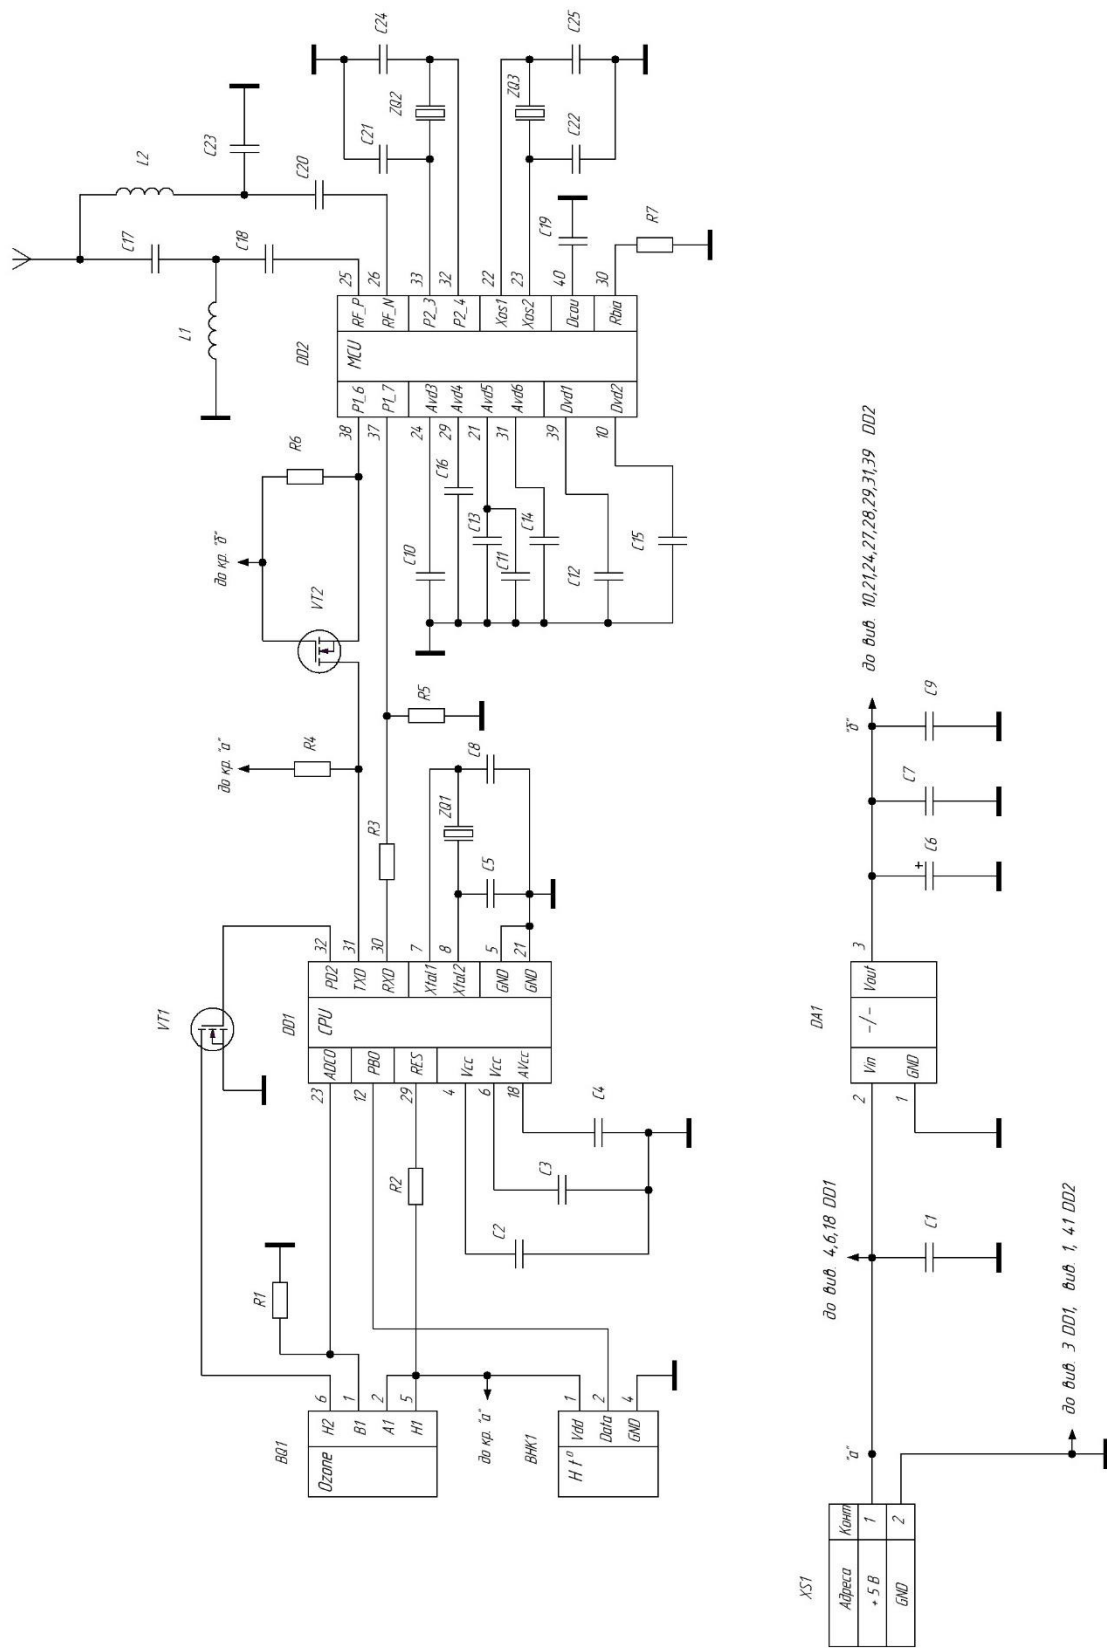 C24
C25
ZQ2
ZQ3
C21
C22
L2
C23
C20
C17
C18
C19
R7
L1
25
26
33
32
22
23
40
30
DD2
RF_P
RF_N
P2_3
P2_4
Xos1
Xos2
Dcou
Rbia
MCU
P1_6
P1_7
Avd3
Avd4
Avd5
Avd6
Dvd1
Dvd2
38
37
24
29
21
31
39
10
R6
C16
C13
C14
C10
C11
C12
C15
до кр. "б"
VT2
R5
до кр. "а"
R4
C8
ZQ1
R3
C5
VT1
32
31
30
7
8
5
21
DD1
PD2
TXD
RXD
Xtal1
Xtal2
GND
GND
CPU
ADC0
PB0
RES
Vcc
Vcc
AVcc
23
12
29
4
6
18
C4
R2
C3
C2
R1
6
1
2
5
до кр. "а"
1
2
4
BQ1
H2
B1
A1
H1
Ozone
BHK1
Vdd
Data
GND
H t⁰
до вив. 10,21,24,27,28,29,31,39 DD2
"б"
C9
C7
+
C6
3
DA1
Vout
-/-
Vin
GND
2
1
до вив. 4,6,18 DD1
C1
до вив. 3 DD1, вив. 1, 41 DD2
"а"
XS1
Адреса
Конт
+ 5 В
1
GND
2